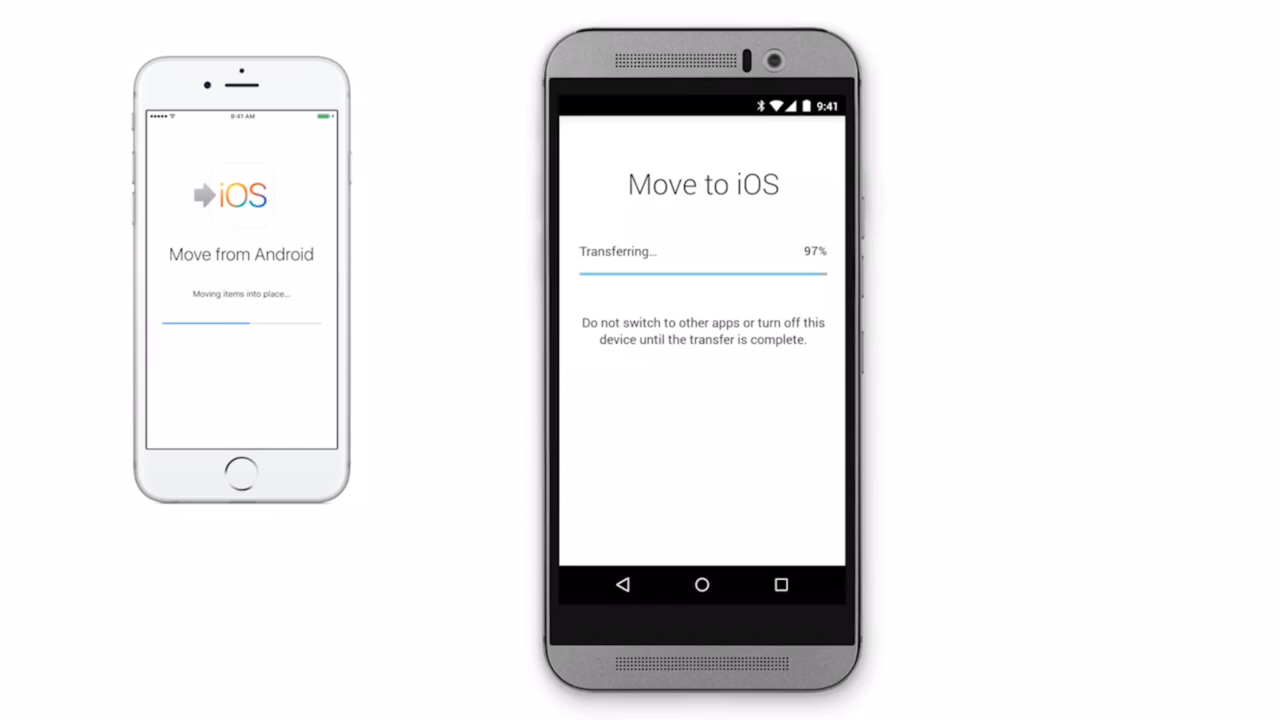 9:41 AM
iOS
Move from Android
Moving items into place...
9:41
Move to iOS
Transferring... 97%
Do not switch to other apps or turn off this
device until the transfer is complete.